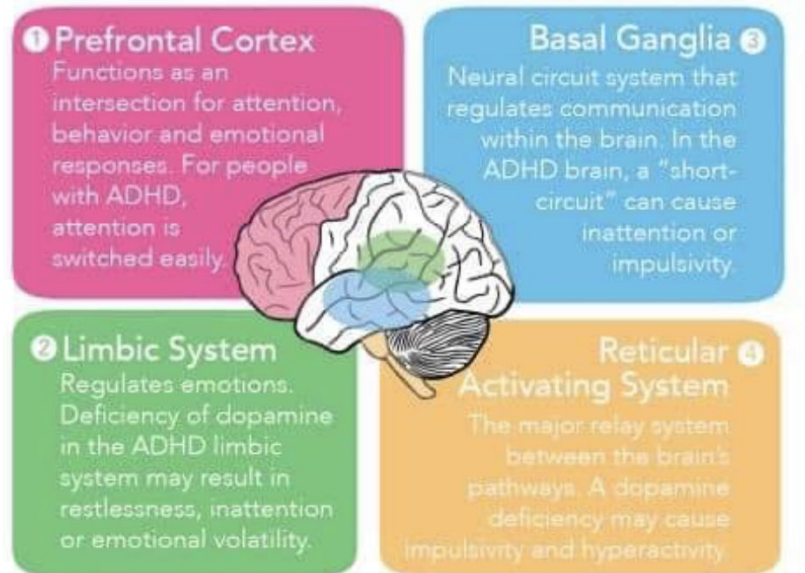 1 Prefrontal Cortex
Functions as an
intersection for attention,
behavior and emotional
responses. For people
with ADHD,
attention is
switched easily.
2 Limbic System
Regulates emotions.
Deficiency of dopamine
in the ADHD limbic
system may result in
restlessness, inattention
or emotional volatility.
Basal Ganglia 3
Neural circuit system that
regulates communication
within the brain. In the
ADHD brain, a “short-
circuit” can cause
inattention or
impulsivity.
Reticular 4
Activating System
The major relay system
between the brain's
pathways. A dopamine
deficiency may cause
impulsivity and hyperactivity.